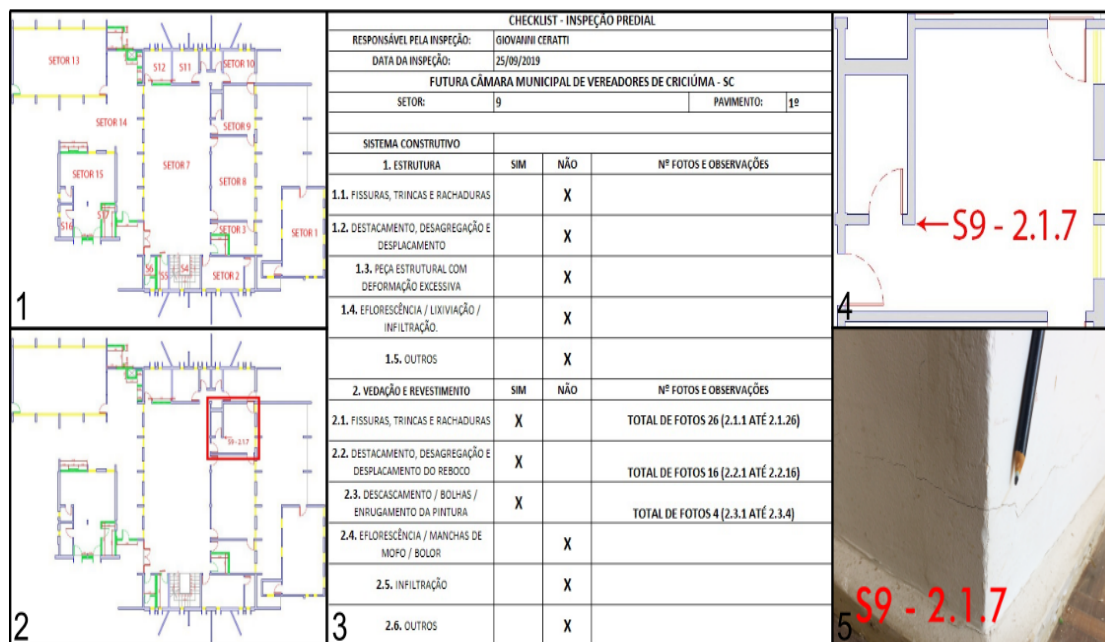 SETOR 13
S12
S11
SETOR 10
SETOR 14
SETOR 9
SETOR 7
SETOR 15
SETOR 8
S16
S17
SETOR 3
SETOR 1
S6
S5
S4
SETOR 2
1
S9 - 2.1.7
2
CHECKLIST - INSPEÇÃO PREDIAL
RESPONSÁVEL PELA INSPEÇÃO: GIOVANNI CERATTI
DATA DA INSPEÇÃO: 25/09/2019
FUTURA CÂMARA MUNICIPAL DE VEREADORES DE CRICIÚMA - SC
SETOR: 9 PAVIMENTO: 1º
SISTEMA CONSTRUTIVO
1. ESTRUTURA SIM NÃO Nº FOTOS E OBSERVAÇÕES
1.1. FISSURAS, TRINCAS E RACHADURAS X
1.2. DESTACAMENTO, DESAGREGAÇÃO E
DESPLACAMENTO X
1.3. PEÇA ESTRUTURAL COM
DEFORMAÇÃO EXCESSIVA X
1.4. EFLORESCÊNCIA / LIXIVIAÇÃO /
INFILTRAÇÃO. X
1.5. OUTROS X
2. VEDAÇÃO E REVESTIMENTO SIM NÃO Nº FOTOS E OBSERVAÇÕES
2.1. FISSURAS, TRINCAS E RACHADURAS X TOTAL DE FOTOS 26 (2.1.1 ATÉ 2.1.26)
2.2. DESTACAMENTO, DESAGREGAÇÃO E
DESPLACAMENTO DO REBOCO X TOTAL DE FOTOS 16 (2.2.1 ATÉ 2.2.16)
2.3. DESCASCAMENTO / BOLHAS /
ENRUGAMENTO DA PINTURA X TOTAL DE FOTOS 4 (2.3.1 ATÉ 2.3.4)
2.4. EFLORESCÊNCIA / MANCHAS DE
MOFO / BOLOR X
2.5. INFILTRAÇÃO X
2.6. OUTROS X
3
S9 - 2.1.7
4
S9 - 2.1.7
5